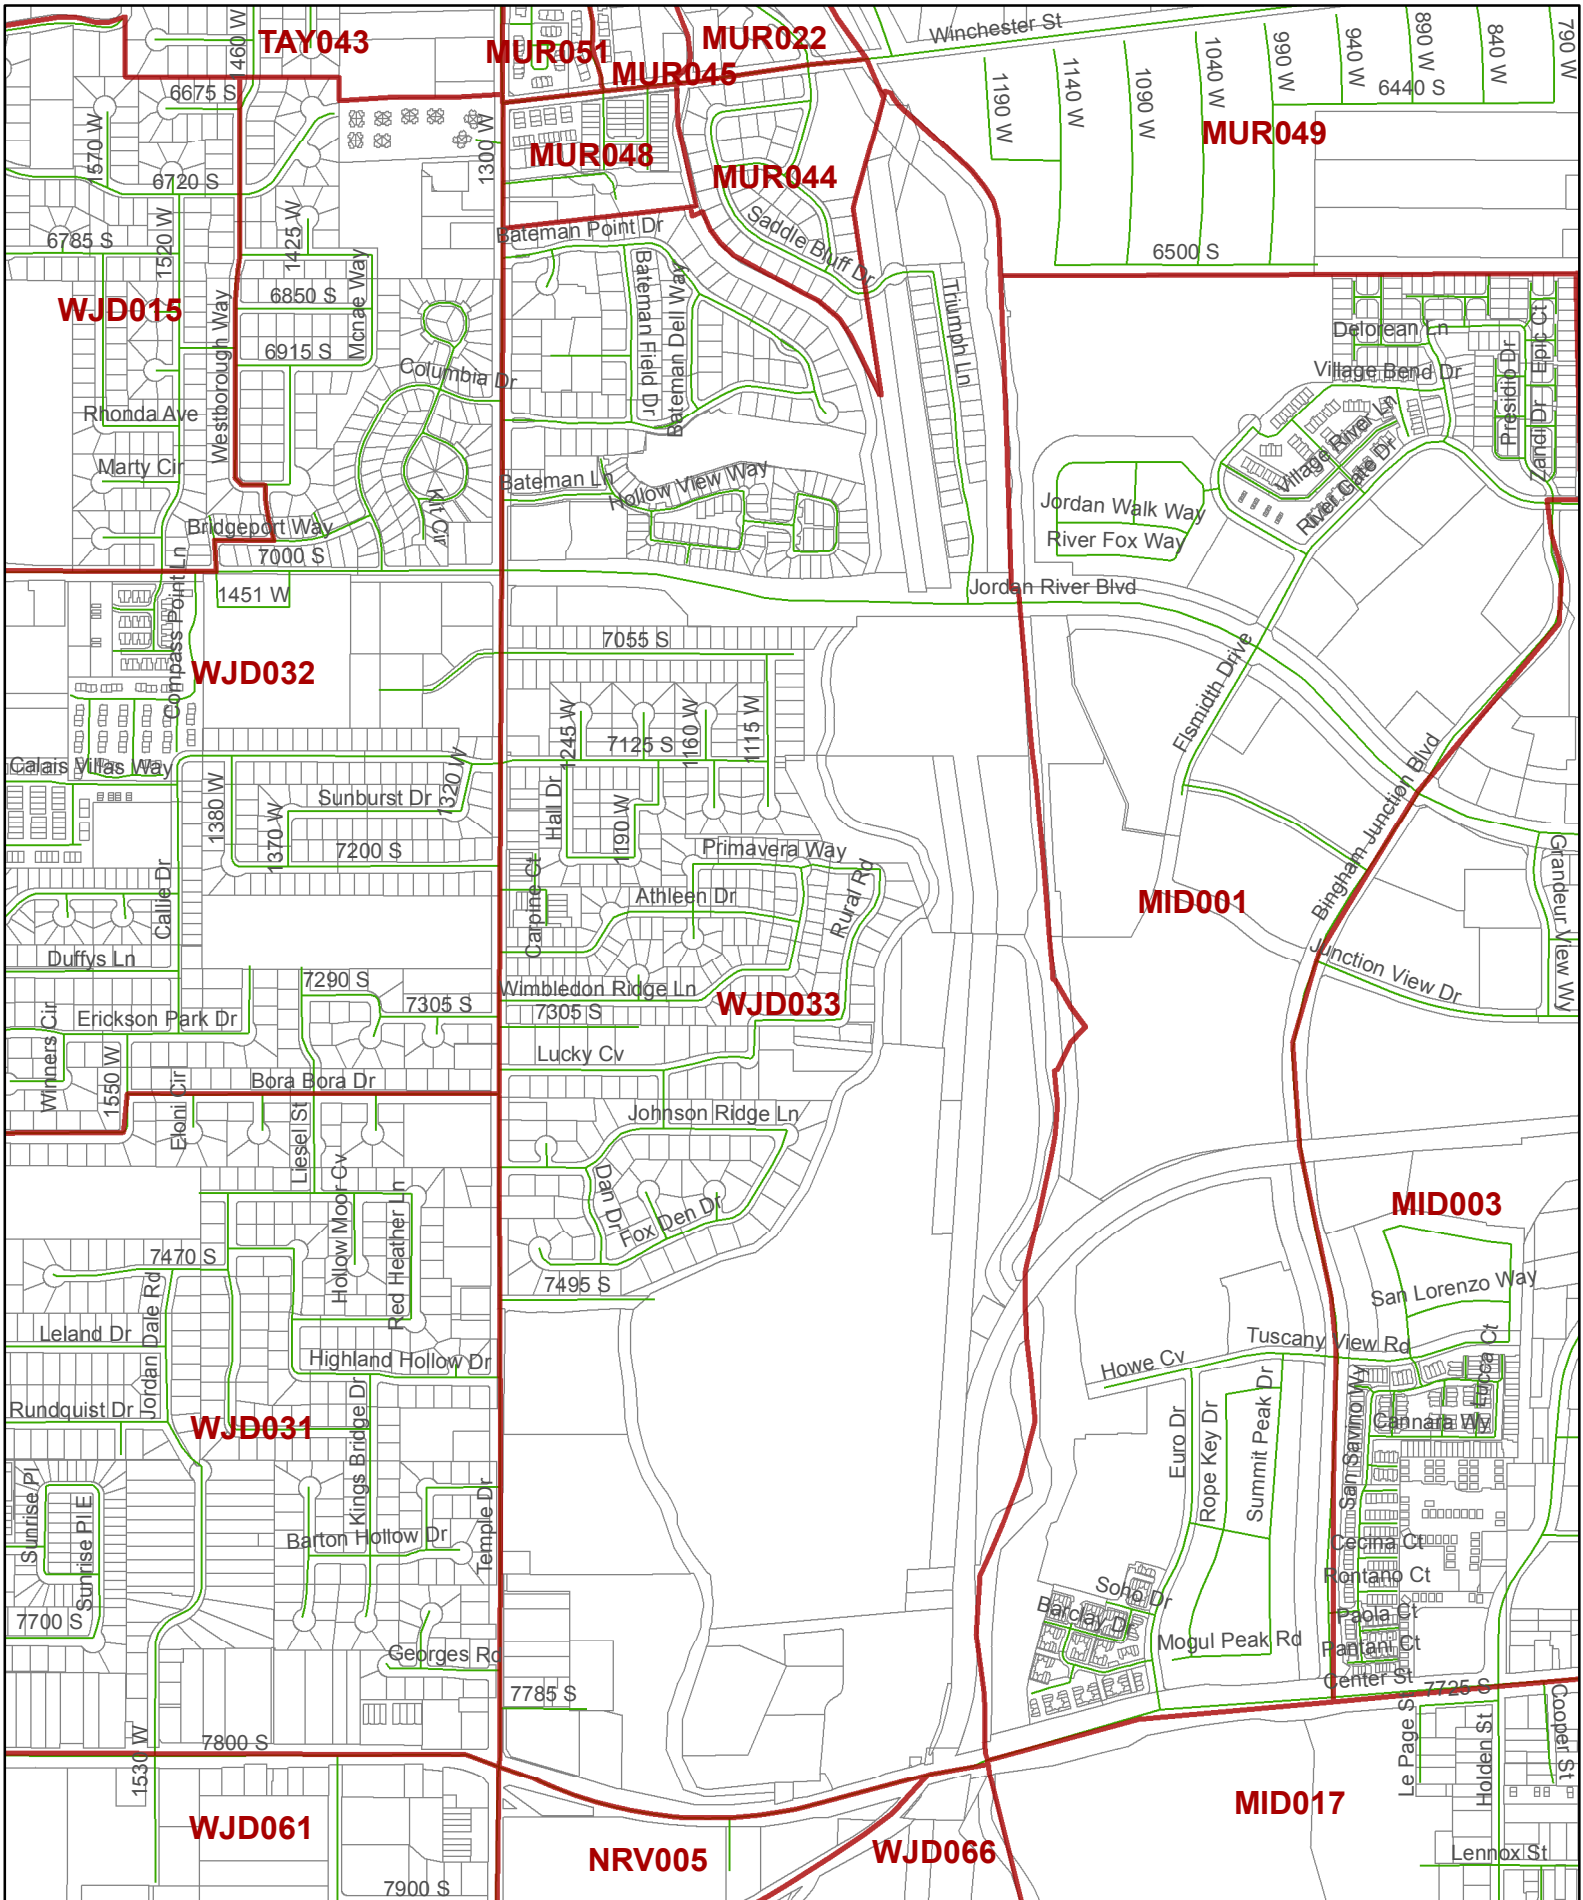 TAY043
MUR051
MUR022
MUR045
Winchester St
1460 W
6675 S
1570 W
6720 S
1300 W
MUR048
MUR044
1190 W
1140 W
1090 W
1040 W
990 W
940 W
890 W
840 W
790 W
6440 S
MUR049
6785 S
1520 W
1425 W
Mcnae Way
Bateman Point Dr
Saddle Bluff Dr
6500 S
WJD015
Westborough Way
6850 S
6915 S
Columbia Dr
Bateman Field Dr
Bateman Dell Way
Triumph Ln
Delorean Ln
Epic Ct
Village Bend Dr
Presidio Dr
Landi Dr
Rhonda Ave
Marty Cir
Kit Cir
Bateman Ln
Hollow View Way
Village River Ln
River Gate Dr
Jordan Walk Way
River Fox Way
Bridgeport Way
7000 S
1451 W
Jordan River Blvd
Compass Point Ln
WJD032
7055 S
Flsmidth Drive
1245 W
7125 S
1160 W
1115 W
Calais Villas Way
1380 W
1370 W
Sunburst Dr
1320 W
7200 S
Hall Dr
1190 W
Primavera Way
Bingham Junction Blvd
Callie Dr
Carpine Ct
Athleen Dr
Rural Rd
MID001
Grandeur View Wy
Duffys Ln
7290 S
7305 S
Wimbledon Ridge Ln
7305 S
WJD033
Junction View Dr
Winners Cir
Erickson Park Dr
1550 W
Bora Bora Dr
Lucky Cv
Eloni Cir
Liesel St
Johnson Ridge Ln
Hollow Moor Cv
Red Heather Ln
Dan Dr
Fox Den Dr
MID003
7470 S
7495 S
San Lorenzo Way
Leland Dr
Jordan Dale Rd
Highland Hollow Dr
Howe Cv
Tuscany View Rd
Lucca Ct
Rundquist Dr
WJD031
Kings Bridge Dr
Euro Dr
Rope Key Dr
Summit Peak Dr
San Savino Wy
Cannara Wy
Sunrise Pl
Sunrise Pl E
Barton Hollow Dr
Temple Dr
Cecina Ct
Rontano Ct
7700 S
Soho Dr
Barclay Dr
Paola Ct
Georges Rd
Mogul Peak Rd
Pantani Ct
Center St
7785 S
7725 S
1530 W
7800 S
Le Page St
Holden St
Cooper St
WJD061
MID017
NRV005
WJD066
Lennox St
7900 S